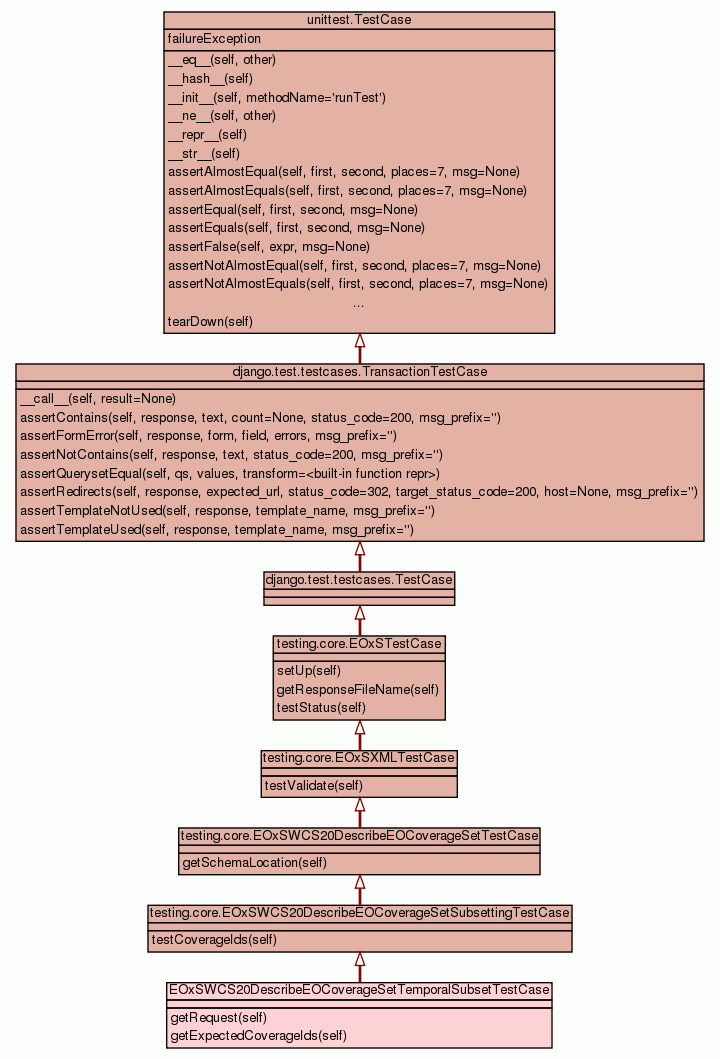 unittest.TestCase
failureException
__eq__(self, other)
__hash__(self)
__init__(self, methodName='runTest')
__ne__(self, other)
__repr__(self)
__str__(self)
assertAlmostEqual(self, first, second, places=7, msg=None)
assertAlmostEquals(self, first, second, places=7, msg=None)
assertEqual(self, first, second, msg=None)
assertEquals(self, first, second, msg=None)
assertFalse(self, expr, msg=None)
assertNotAlmostEqual(self, first, second, places=7, msg=None)
assertNotAlmostEquals(self, first, second, places=7, msg=None)
...
tearDown(self)
django.test.testcases.TransactionTestCase
__call__(self, result=None)
assertContains(self, response, text, count=None, status_code=200, msg_prefix='')
assertFormError(self, response, form, field, errors, msg_prefix='')
assertNotContains(self, response, text, status_code=200, msg_prefix='')
assertQuerysetEqual(self, qs, values, transform=<built-in function repr>)
assertRedirects(self, response, expected_url, status_code=302, target_status_code=200, host=None, msg_prefix='')
assertTemplateNotUsed(self, response, template_name, msg_prefix='')
assertTemplateUsed(self, response, template_name, msg_prefix='')
django.test.testcases.TestCase
testing.core.EOxSTestCase
setUp(self)
getResponseFileName(self)
testStatus(self)
testing.core.EOxSXMLTestCase
testValidate(self)
testing.core.EOxSWCS20DescribeEOCoverageSetTestCase
getSchemaLocation(self)
testing.core.EOxSWCS20DescribeEOCoverageSetSubsettingTestCase
testCoverageIds(self)
EOxSWCS20DescribeEOCoverageSetTemporalSubsetTestCase
getRequest(self)
getExpectedCoverageIds(self)